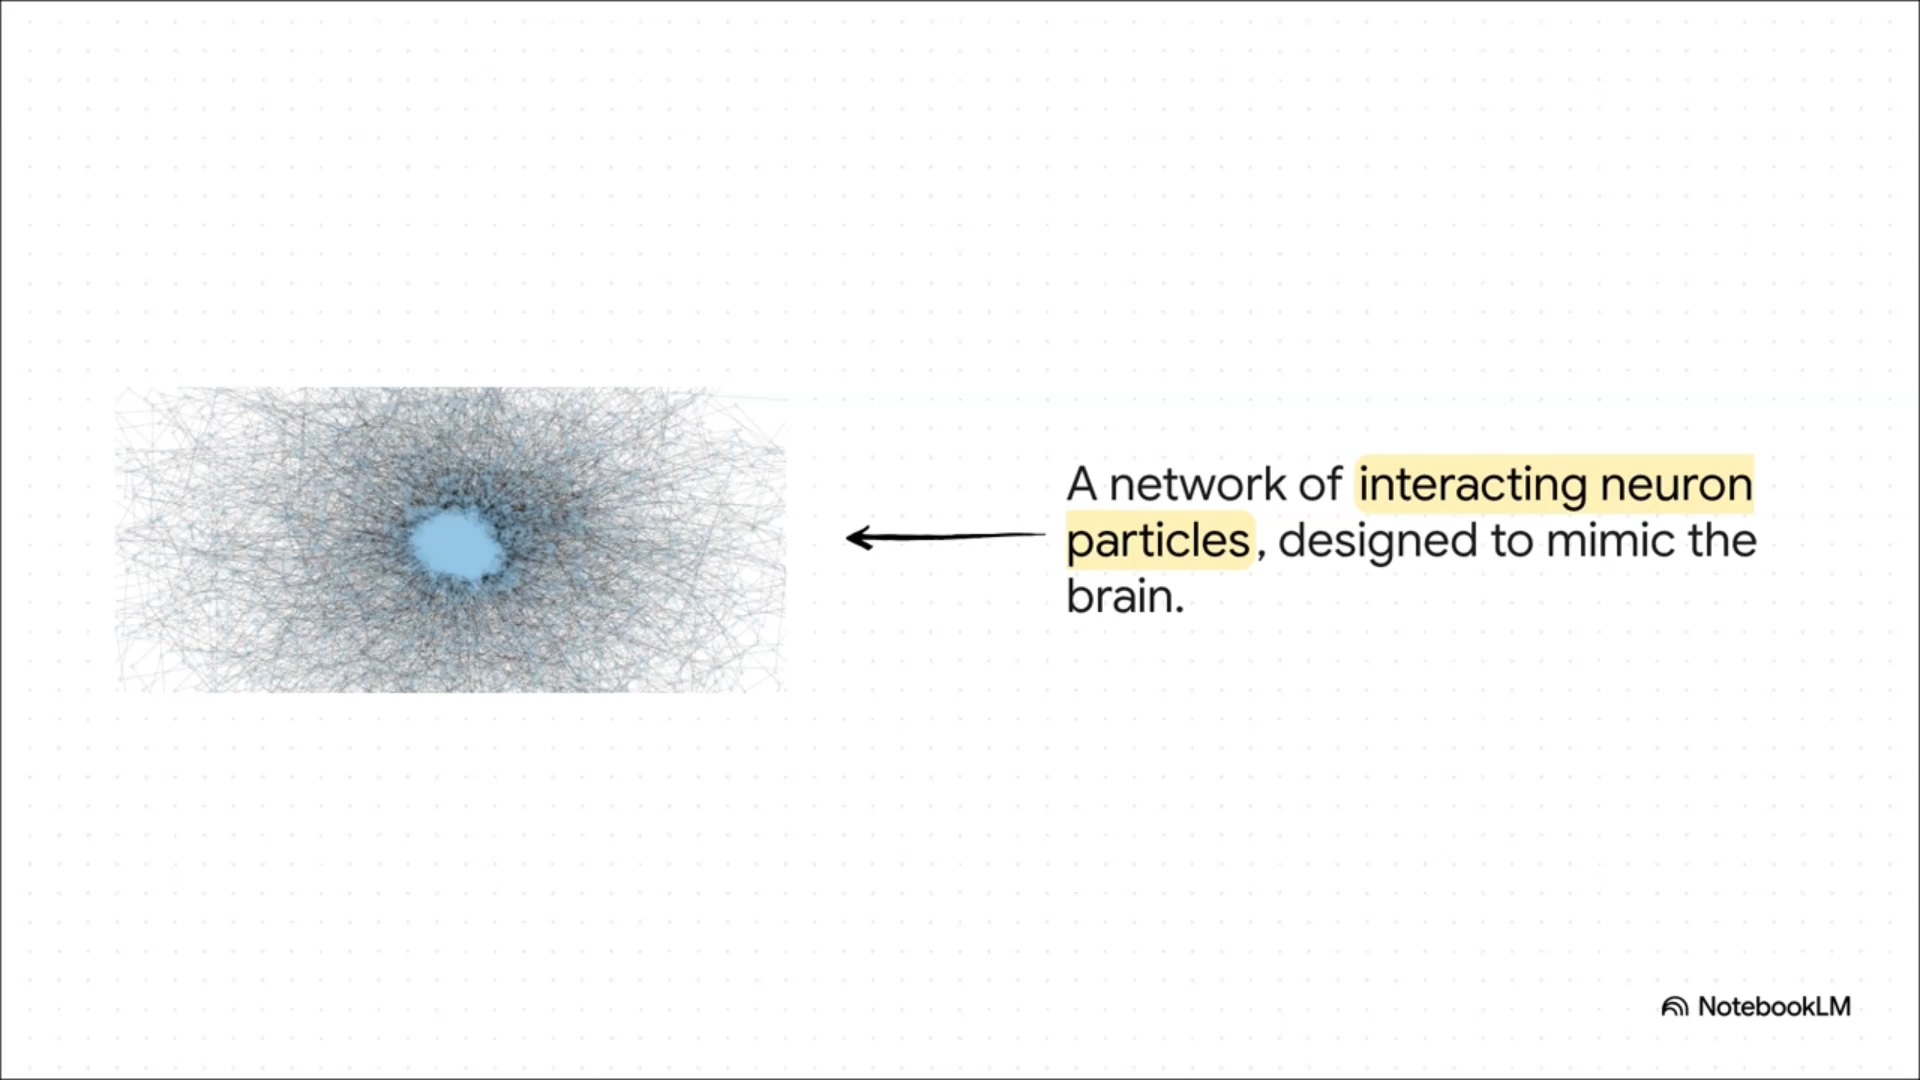 A network of interacting neuron
particles, designed to mimic the
brain.
NotebookLM